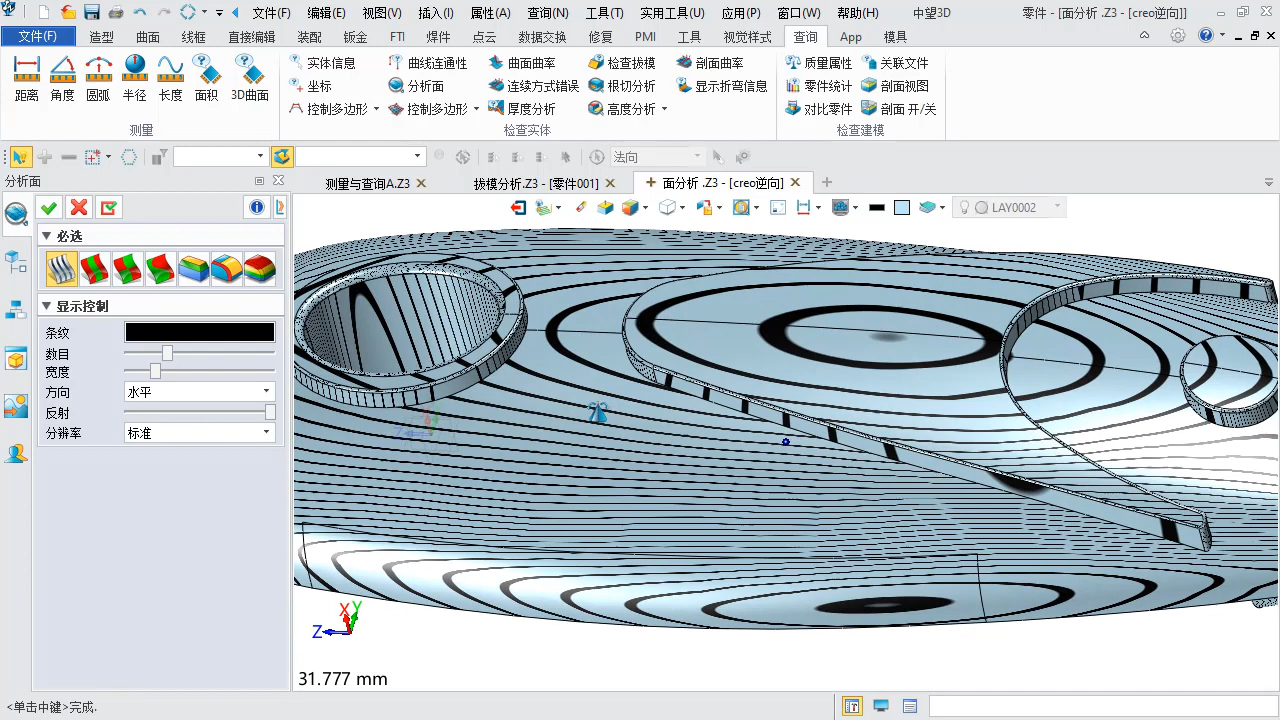 文件(F) 编辑(E) 视图(V) 插入(I) 属性(A) 查询(N) 工具(T) 实用工具(U) 应用(P) 窗口(W) 帮助(H) 中望3D 零件 - [面分析 .Z3 - [creo逆向]]
文件(F) 造型 曲面 线框 直接编辑 装配 钣金 FTI 焊件 点云 数据交换 修复 PMI 工具 视觉样式 查询 App 模具
实体信息 曲线连通性 曲面曲率 检查拔模 剖面曲率 质量属性 关联文件
坐标 分析面 连续方式错误 根切分析 显示折弯信息 零件统计 剖面视图
距离 角度 圆弧 半径 长度 面积 3D曲面
控制多边形 控制多边形 厚度分析 高度分析 对比零件 剖面 开/关
测量 检查实体 检查建模
法向
分析面
测量与查询A.Z3 拔模分析.Z3 - [零件001] 面分析 .Z3 - [creo逆向]
LAY0002
必选
显示控制
条纹
数目
宽度
方向 水平
反射
分辨率 标准
Z
X Y
Z
31.777 mm
<单击中键>完成.